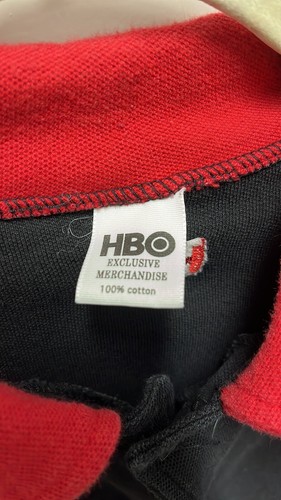 HBO
EXCLUSIVE
MERCHANDISE
100% cotton